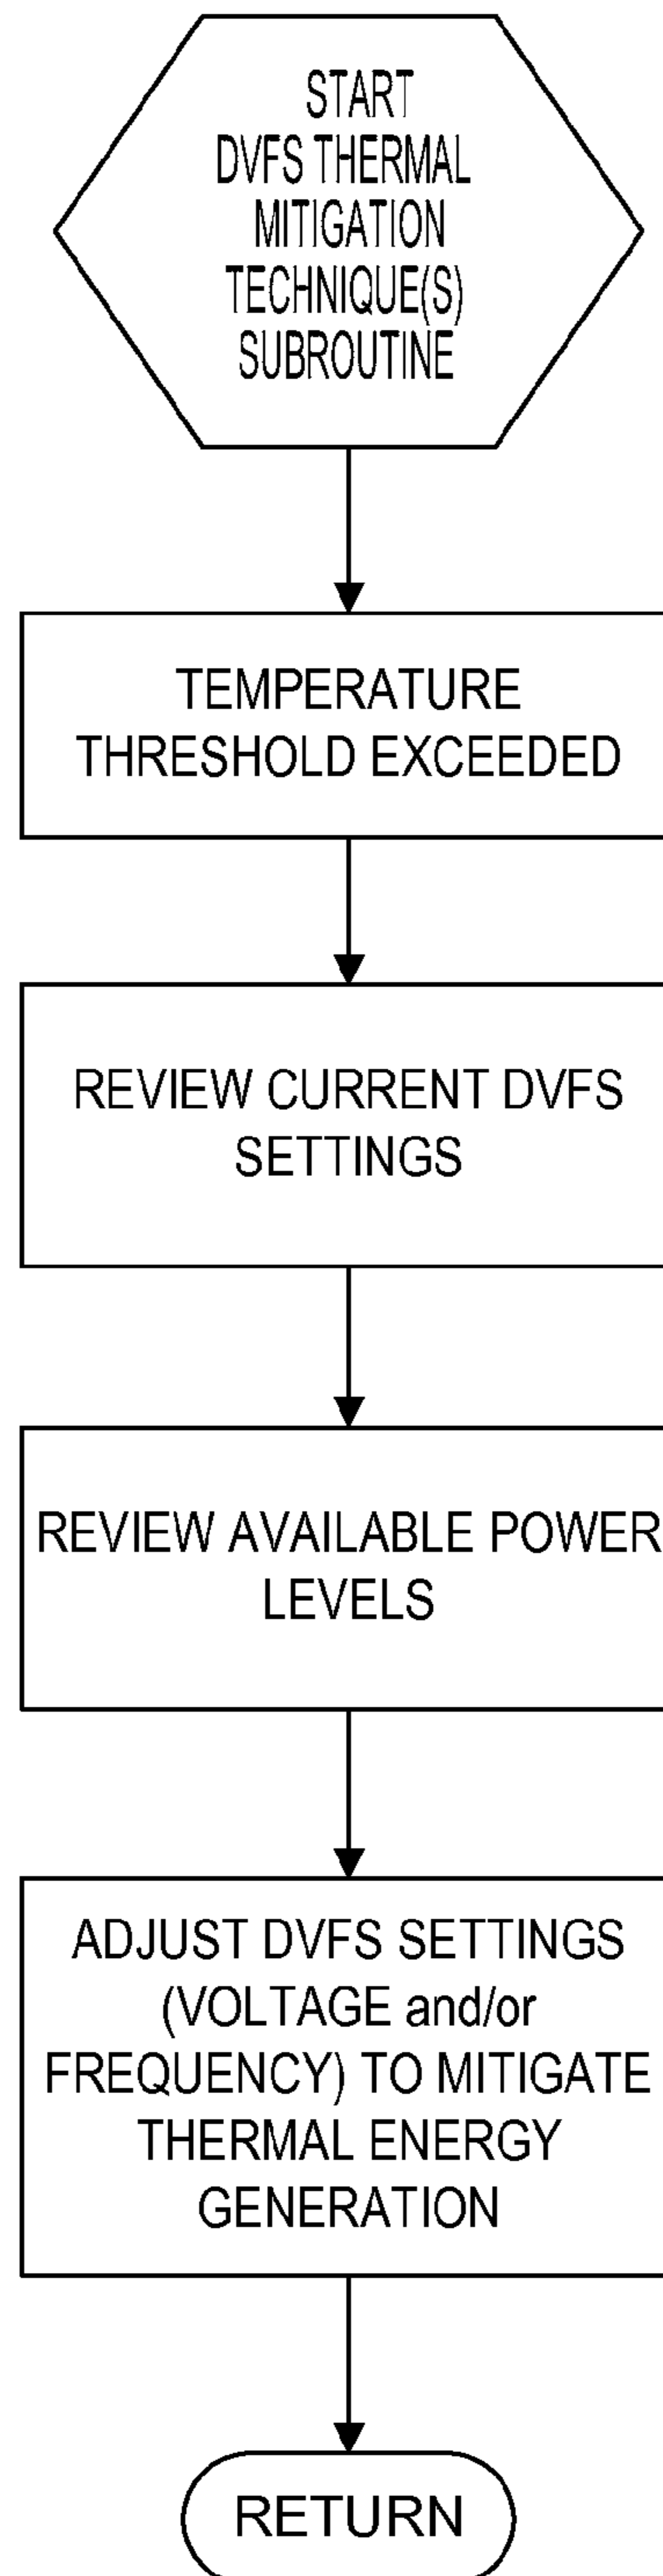 START
DVFS THERMAL
MITIGATION
TECHNIQUE(S)
SUBROUTINE
TEMPERATURE
THRESHOLD EXCEEDED
REVIEW CURRENT DVFS
SETTINGS
REVIEW AVAILABLE POWER
LEVELS
ADJUST DVFS SETTINGS
(VOLTAGE and/or
FREQUENCY) TO MITIGATE
THERMAL ENERGY
GENERATION
RETURN